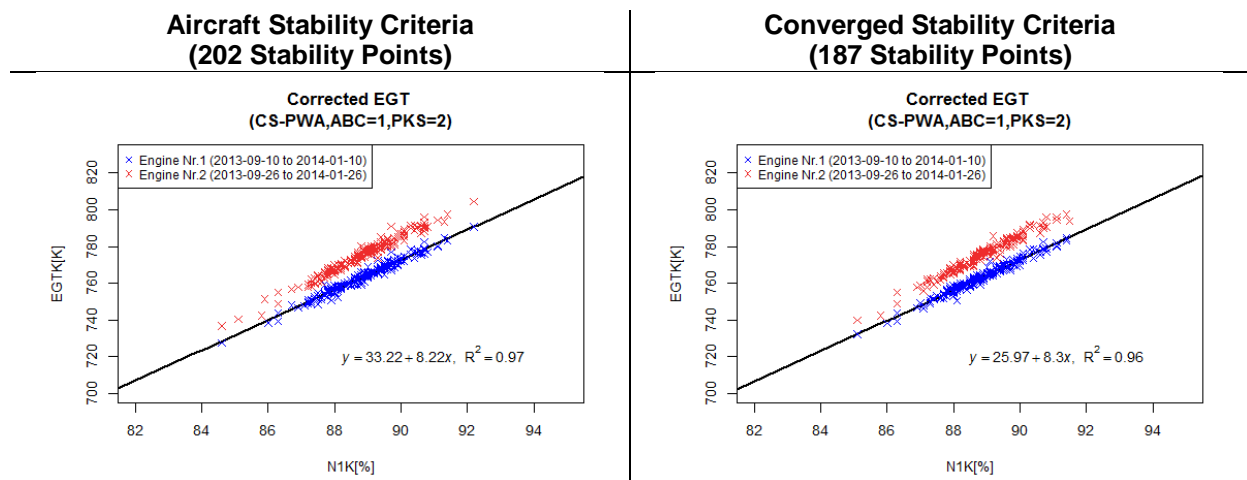 Aircraft Stability Criteria
(202 Stability Points)
Converged Stability Criteria
(187 Stability Points)
Corrected EGT
(CS-PWA,ABC=1,PKS=2)
× Engine Nr.1 (2013-09-10 to 2014-01-10)
× Engine Nr.2 (2013-09-26 to 2014-01-26)
EGTK[K]
820
800
780
760
740
720
700
y = 33.22 + 8.22x, R² = 0.97
82 84 86 88 90 92 94
N1K[%]
Corrected EGT
(CS-PWA,ABC=1,PKS=2)
× Engine Nr.1 (2013-09-10 to 2014-01-10)
× Engine Nr.2 (2013-09-26 to 2014-01-26)
EGTK[K]
820
800
780
760
740
720
700
y = 25.97 + 8.3x, R² = 0.96
82 84 86 88 90 92 94
N1K[%]